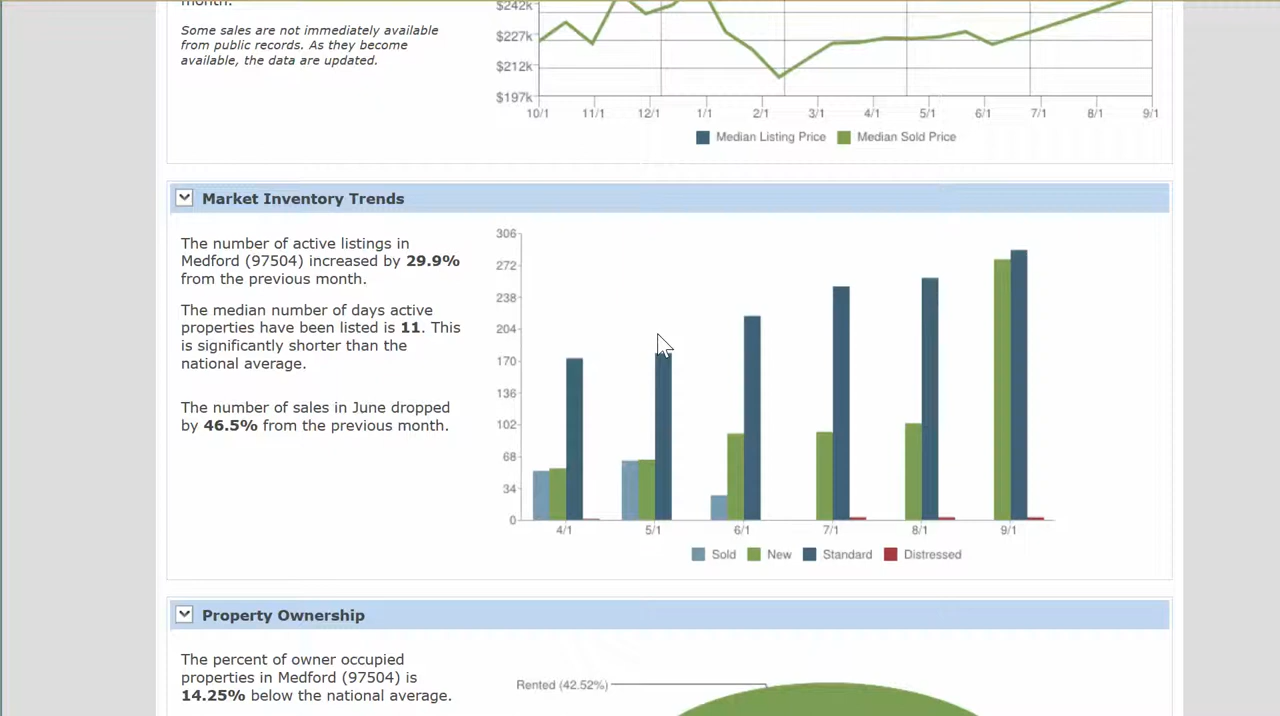 month.
Some sales are not immediately available
from public records. As they become
available, the data are updated.
$242k
$227k
$212k
$197k
10/1 11/1 12/1 1/1 2/1 3/1 4/1 5/1 6/1 7/1 8/1 9/1
Median Listing Price Median Sold Price
Market Inventory Trends
The number of active listings in
Medford (97504) increased by 29.9%
from the previous month.
The median number of days active
properties have been listed is 11. This
is significantly shorter than the
national average.
The number of sales in June dropped
by 46.5% from the previous month.
306
272
238
204
170
136
102
68
34
0
4/1 5/1 6/1 7/1 8/1 9/1
Sold New Standard Distressed
Property Ownership
The percent of owner occupied
properties in Medford (97504) is
14.25% below the national average.
Rented (42.52%)